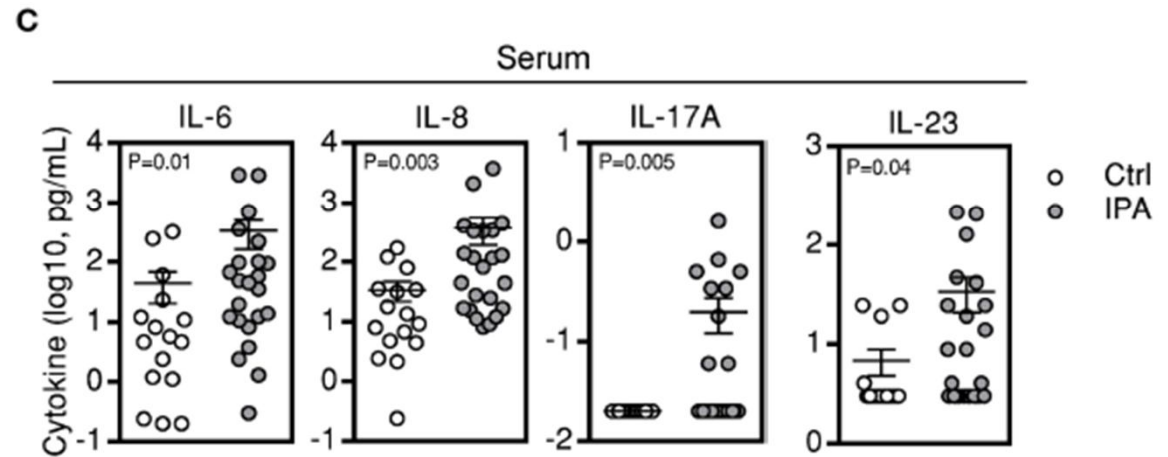 C
Serum
IL-6
IL-8
IL-17A
IL-23
Cytokine (log10, pg/mL)
4
3
2
1
0
-1
P=0.01
4
3
2
1
0
-1
P=0.003
1
0
-1
-2
P=0.005
3
2
1
0
P=0.04
Ctrl
IPA